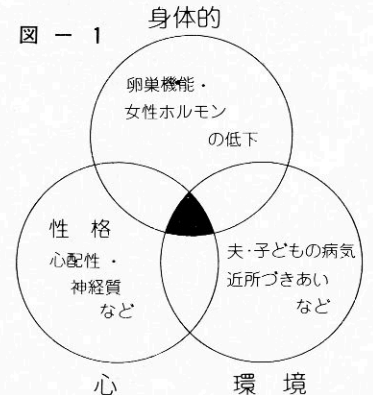 図 － 1
身体的
卵巣機能・
女性ホルモン
の低下
性 格
心配性・
神経質
など
夫・子どもの病気
近所づきあい
など
心
環 境